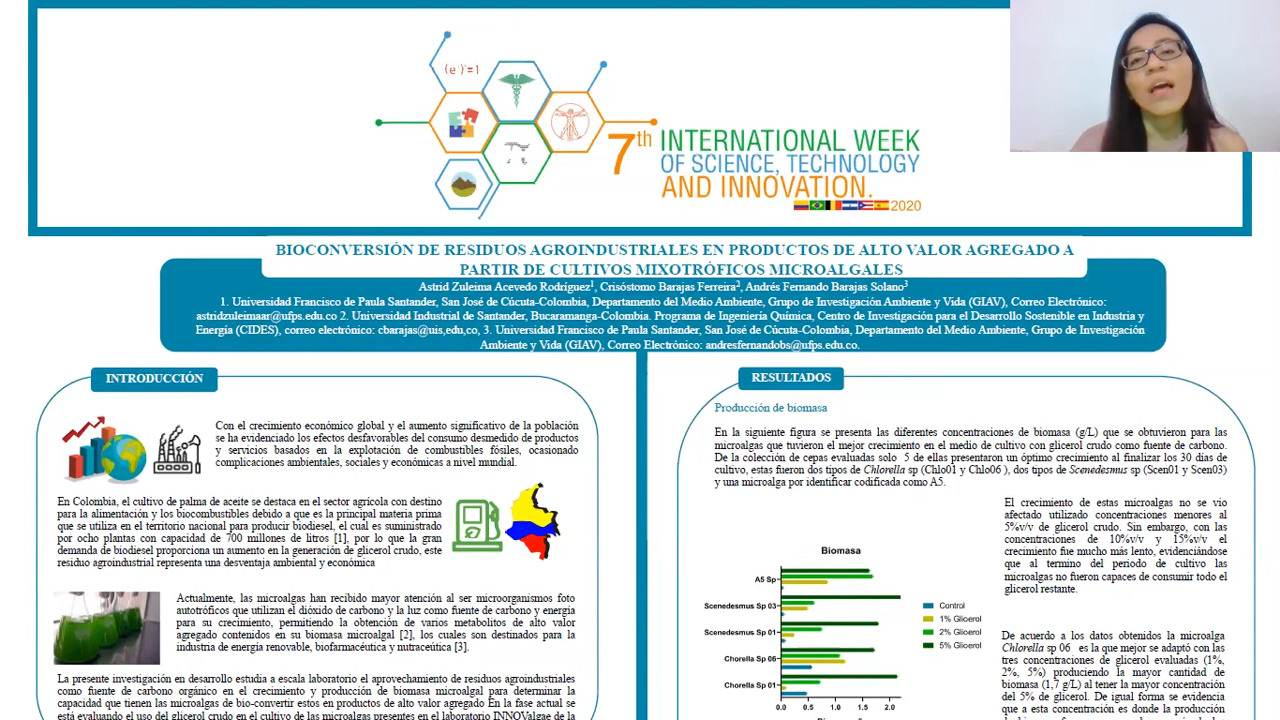 (e⁻)'=1
7th INTERNATIONAL WEEK
OF SCIENCE, TECHNOLOGY
AND INNOVATION.
2020
BIOCONVERSIÓN DE RESIDUOS AGROINDUSTRIALES EN PRODUCTOS DE ALTO VALOR AGREGADO A
PARTIR DE CULTIVOS MIXOTRÓFICOS MICROALGALES
Astrid Zuleima Acevedo Rodríguez¹, Crisóstomo Barajas Ferreira², Andrés Fernando Barajas Solano³
1. Universidad Francisco de Paula Santander, San José de Cúcuta-Colombia, Departamento del Medio Ambiente, Grupo de Investigación Ambiente y Vida (GIAV), Correo Electrónico:
astridzuleimaar@ufps.edu.co 2. Universidad Industrial de Santander, Bucaramanga-Colombia. Programa de Ingeniería Química, Centro de Investigación para el Desarrollo Sostenible en Industria y
Energía (CIDES), correo electrónico: cbarajas@uis,edu,co, 3. Universidad Francisco de Paula Santander, San José de Cúcuta-Colombia, Departamento del Medio Ambiente, Grupo de Investigación
Ambiente y Vida (GIAV), Correo Electrónico: andresfernandobs@ufps.edu.co.
INTRODUCCIÓN
Con el crecimiento económico global y el aumento significativo de la población
se ha evidenciado los efectos desfavorables del consumo desmedido de productos
y servicios basados en la explotación de combustibles fósiles, ocasionado
complicaciones ambientales, sociales y económicas a nivel mundial.
En Colombia, el cultivo de palma de aceite se destaca en el sector agrícola con destino
para la alimentación y los biocombustibles debido a que es la principal materia prima
que se utiliza en el territorio nacional para producir biodiesel, el cual es suministrado
por ocho plantas con capacidad de 700 millones de litros [1], por lo que la gran
demanda de biodiesel proporciona un aumento en la generación de glicerol crudo, este
residuo agroindustrial representa una desventaja ambiental y económica
Actualmente, las microalgas han recibido mayor atención al ser microorganismos foto
autotróficos que utilizan el dióxido de carbono y la luz como fuente de carbono y energía
para su crecimiento, permitiendo la obtención de varios metabolitos de alto valor
agregado contenidos en su biomasa microalgal [2], los cuales son destinados para la
industria de energía renovable, biofarmacéutica y nutraceútica [3].
La presente investigación en desarrollo estudia a escala laboratorio el aprovechamiento de residuos agroindustriales
como fuente de carbono orgánico en el crecimiento y producción de biomasa microalgal para determinar la
capacidad que tienen las microalgas de bio-convertir estos en productos de alto valor agregado En la fase actual se
está evaluando el uso del glicerol crudo en el cultivo de las microalgas presentes en el laboratorio INNOValgae de la
RESULTADOS
Producción de biomasa
En la siguiente figura se presenta las diferentes concentraciones de biomasa (g/L) que se obtuvieron para las
microalgas que tuvieron el mejor crecimiento en el medio de cultivo con glicerol crudo como fuente de carbono.
De la colección de cepas evaluadas solo 5 de ellas presentaron un óptimo crecimiento al finalizar los 30 días de
cultivo, estas fueron dos tipos de Chlorella sp (Chlo01 y Chlo06 ), dos tipos de Scenedesmus sp (Scen01 y Scen03)
y una microalga por identificar codificada como A5.
El crecimiento de estas microalgas no se vio
afectado utilizado concentraciones menores al
5%v/v de glicerol crudo. Sin embargo, con las
concentraciones de 10%v/v y 15%v/v el
crecimiento fue mucho más lento, evidenciándose
que al termino del periodo de cultivo las
microalgas no fueron capaces de consumir todo el
glicerol restante.
Biomasa
A5 Sp
Scenedesmus Sp 03
Scenedesmus Sp 01
Chorella Sp 06
Chorella Sp 01
0.0 0.5 1.0 1.5 2.0
Control
1% Glicerol
2% Glicerol
5% Glicerol
De acuerdo a los datos obtenidos la microalga
Chlorella sp 06 es la que mejor se adaptó con las
tres concentraciones de glicerol evaluadas (1%,
2%, 5%) produciendo la mayor cantidad de
biomasa (1,7 g/L) al tener la mayor concentración
del 5% de glicerol. De igual forma se evidencia
que a esta concentración es donde la producción